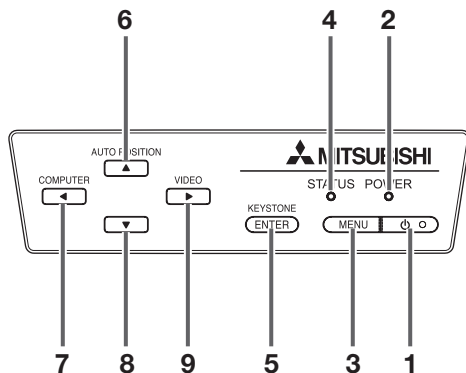 6 4 2
AUTO POSITION
MITSUBISHI
COMPUTER VIDEO
STATUS POWER
KEYSTONE
ENTER MENU
7 8 9 5 3 1